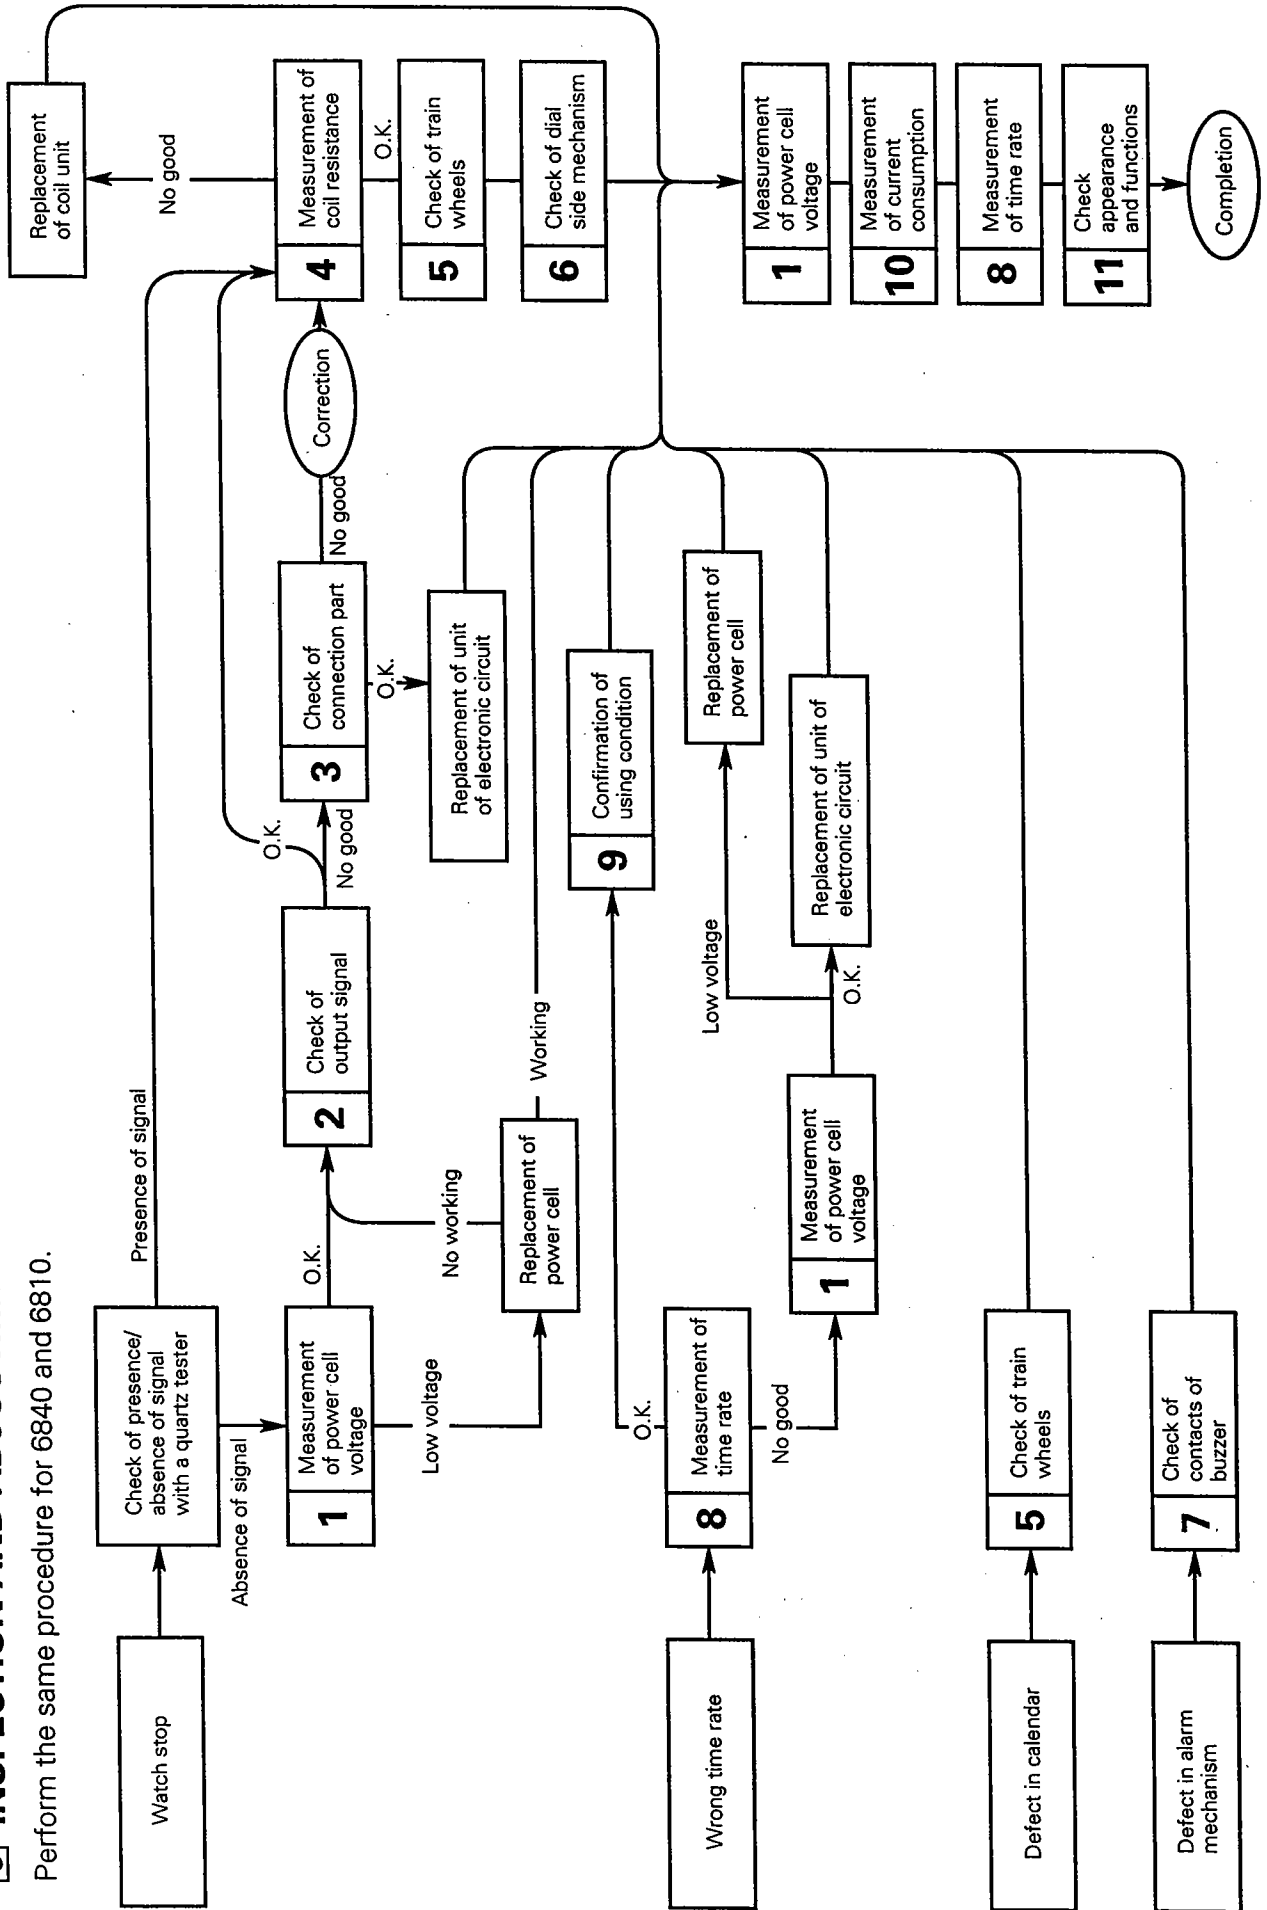 Perform the same procedure for 6840 and 6810.
Watch stop
Check of presence/
absence of signal
with a quartz tester
Presence of signal
Absence of signal
1
Measurement
of power cell
voltage
O.K.
Low voltage
Replacement of
power cell
No working
Working
2
Check of
output signal
O.K.
No good
3
Check of
connection part
No good
O.K.
Correction
Replacement of unit
of electronic circuit
4
Measurement of
coil resistance
No good
Replacement
of coil unit
O.K.
5
Check of train
wheels
6
Check of dial
side mechanism
Wrong time rate
8
Measurement of
time rate
O.K.
No good
9
Confirmation of
using condition
1
Measurement
of power cell
voltage
Low voltage
O.K.
Replacement of
power cell
Replacement of unit of
electronic circuit
Defect in calendar
5
Check of train
wheels
Defect in alarm
mechanism
7
Check of
contacts of
buzzer
1
Measurement
of power cell
voltage
10
Measurement
of current
consumption
8
Measurement
of time rate
11
Check
appearance
and functions
Completion